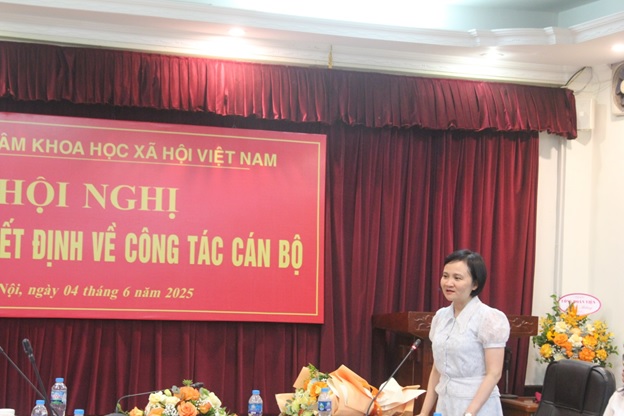 ÂM KHOA HỌC XÃ HỘI VIỆT NAM
HỘI NGHỊ
ẾT ĐỊNH VỀ CÔNG TÁC CÁN BỘ
Nội, ngày 04 tháng 6 năm 2025